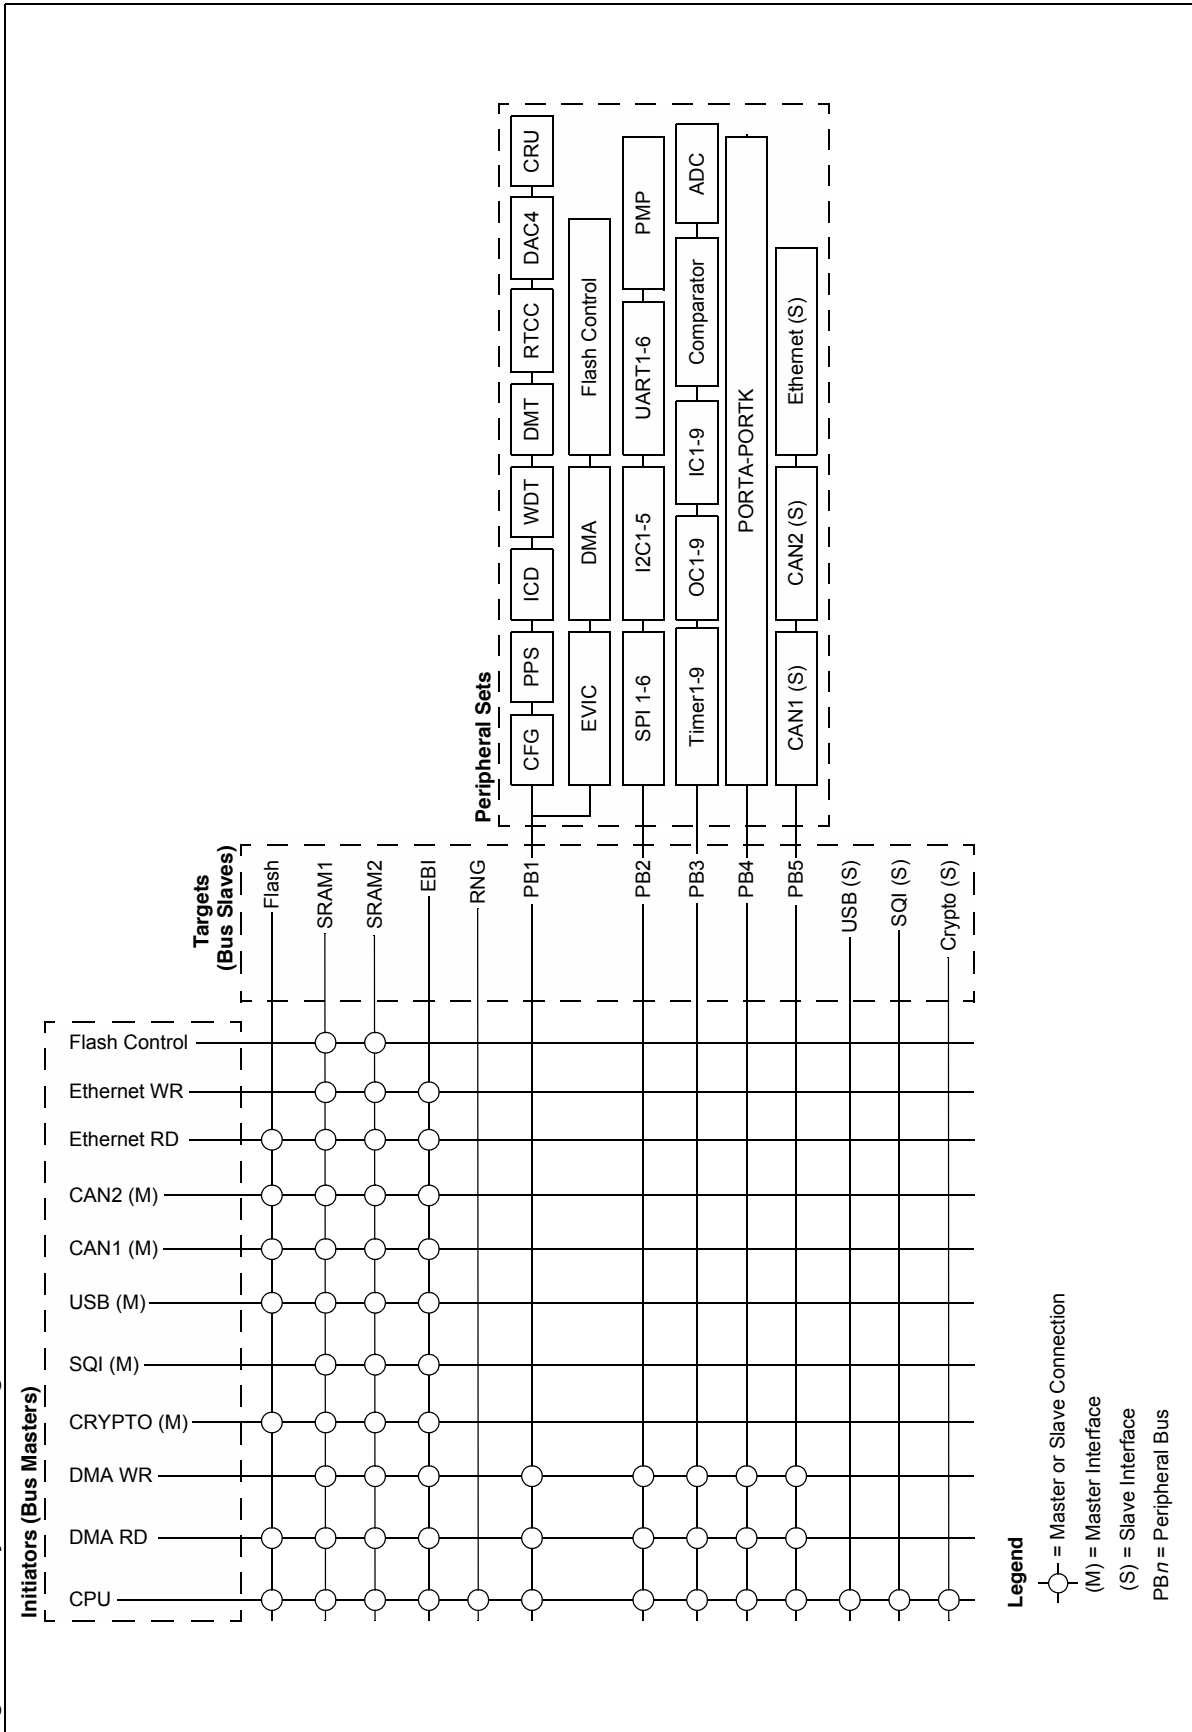 Peripheral Sets
CFG
PPS
ICD
WDT
DMT
RTCC
DAC4
CRU
EVIC
DMA
Flash Control
SPI 1-6
I2C1-5
UART1-6
PMP
Timer1-9
OC1-9
IC1-9
Comparator
ADC
PORTA-PORTK
CAN1 (S)
CAN2 (S)
Ethernet (S)
Targets
(Bus Slaves)
Flash
SRAM1
SRAM2
EBI
RNG
PB1
PB2
PB3
PB4
PB5
USB (S)
SQI (S)
Crypto (S)
Initiators (Bus Masters)
Flash Control
Ethernet WR
Ethernet RD
CAN2 (M)
CAN1 (M)
USB (M)
SQI (M)
CRYPTO (M)
DMA WR
DMA RD
CPU
Legend
= Master or Slave Connection
(M) = Master Interface
(S) = Slave Interface
PBn = Peripheral Bus